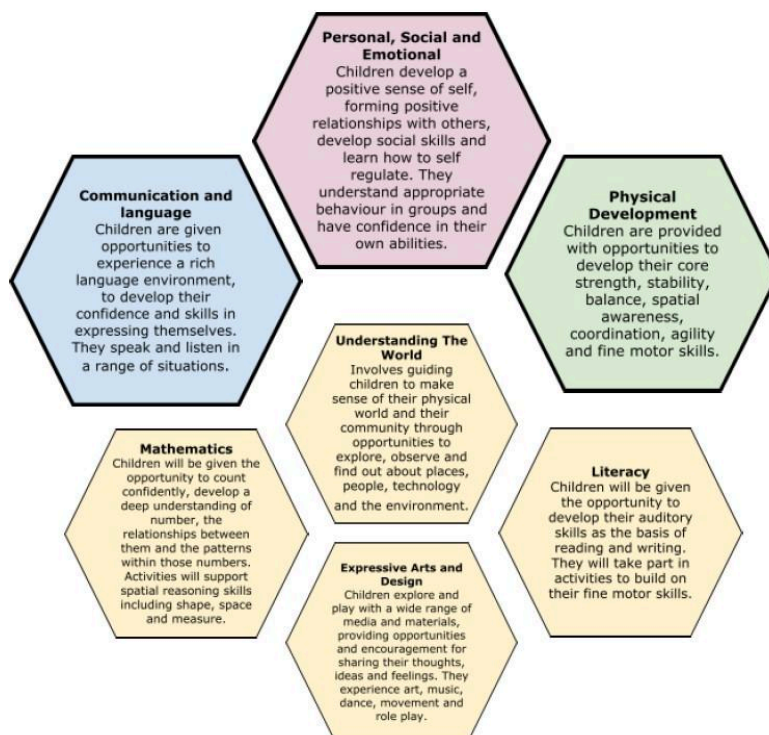 Personal, Social and
Emotional
Children develop a
positive sense of self,
forming positive
relationships with others,
develop social skills and
learn how to self
regulate. They
understand appropriate
behaviour in groups and
have confidence in their
own abilities.
Communication and
language
Children are given
opportunities to
experience a rich
language environment,
to develop their
confidence and skills in
expressing themselves.
They speak and listen in
a range of situations.
Physical
Development
Children are provided
with opportunities to
develop their core
strength, stability,
balance, spatial
awareness,
coordination, agility
and fine motor skills.
Understanding The
World
Involves guiding
children to make
sense of their physical
world and their
community through
opportunities to
explore, observe and
find out about places,
people, technology
and the environment.
Mathematics
Children will be given the
opportunity to count
confidently, develop a
deep understanding of
number, the
relationships between
them and the patterns
within those numbers.
Activities will support
spatial reasoning skills
including shape, space
and measure.
Literacy
Children will be given
the opportunity to
develop their auditory
skills as the basis of
reading and writing.
They will take part in
activities to build on
their fine motor skills.
Expressive Arts and
Design
Children explore and
play with a wide range of
media and materials,
providing opportunities
and encouragement for
sharing their thoughts,
ideas and feelings. They
experience art, music,
dance, movement and
role play.